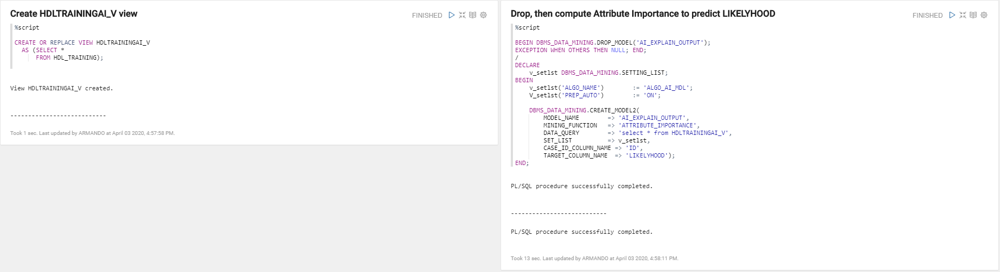 Create HDLTRAININGAI_V view
FINISHED
%script
CREATE OR REPLACE VIEW HDLTRAININGAI_V
AS (SELECT *
FROM HDL_TRAINING);
View HDLTRAININGAI_V created.
---------------------------
Took 1 sec. Last updated by ARMANDO at April 03 2020, 4:57:58 PM.
Drop, then compute Attribute Importance to predict LIKELYHOOD
FINISHED
%script
BEGIN DBMS_DATA_MINING.DROP_MODEL('AI_EXPLAIN_OUTPUT');
EXCEPTION WHEN OTHERS THEN NULL; END;
/
DECLARE
v_setlst DBMS_DATA_MINING.SETTING_LIST;
BEGIN
v_setlst('ALGO_NAME') := 'ALGO_AI_MDL';
V_setlst('PREP_AUTO') := 'ON';
DBMS_DATA_MINING.CREATE_MODEL2(
MODEL_NAME => 'AI_EXPLAIN_OUTPUT',
MINING_FUNCTION => 'ATTRIBUTE_IMPORTANCE',
DATA_QUERY => 'select * from HDLTRAININGAI_V',
SET_LIST => v_setlst,
CASE_ID_COLUMN_NAME => 'ID',
TARGET_COLUMN_NAME => 'LIKELYHOOD');
END;
PL/SQL procedure successfully completed.
---------------------------
PL/SQL procedure successfully completed.
Took 13 sec. Last updated by ARMANDO at April 03 2020, 4:58:11 PM.